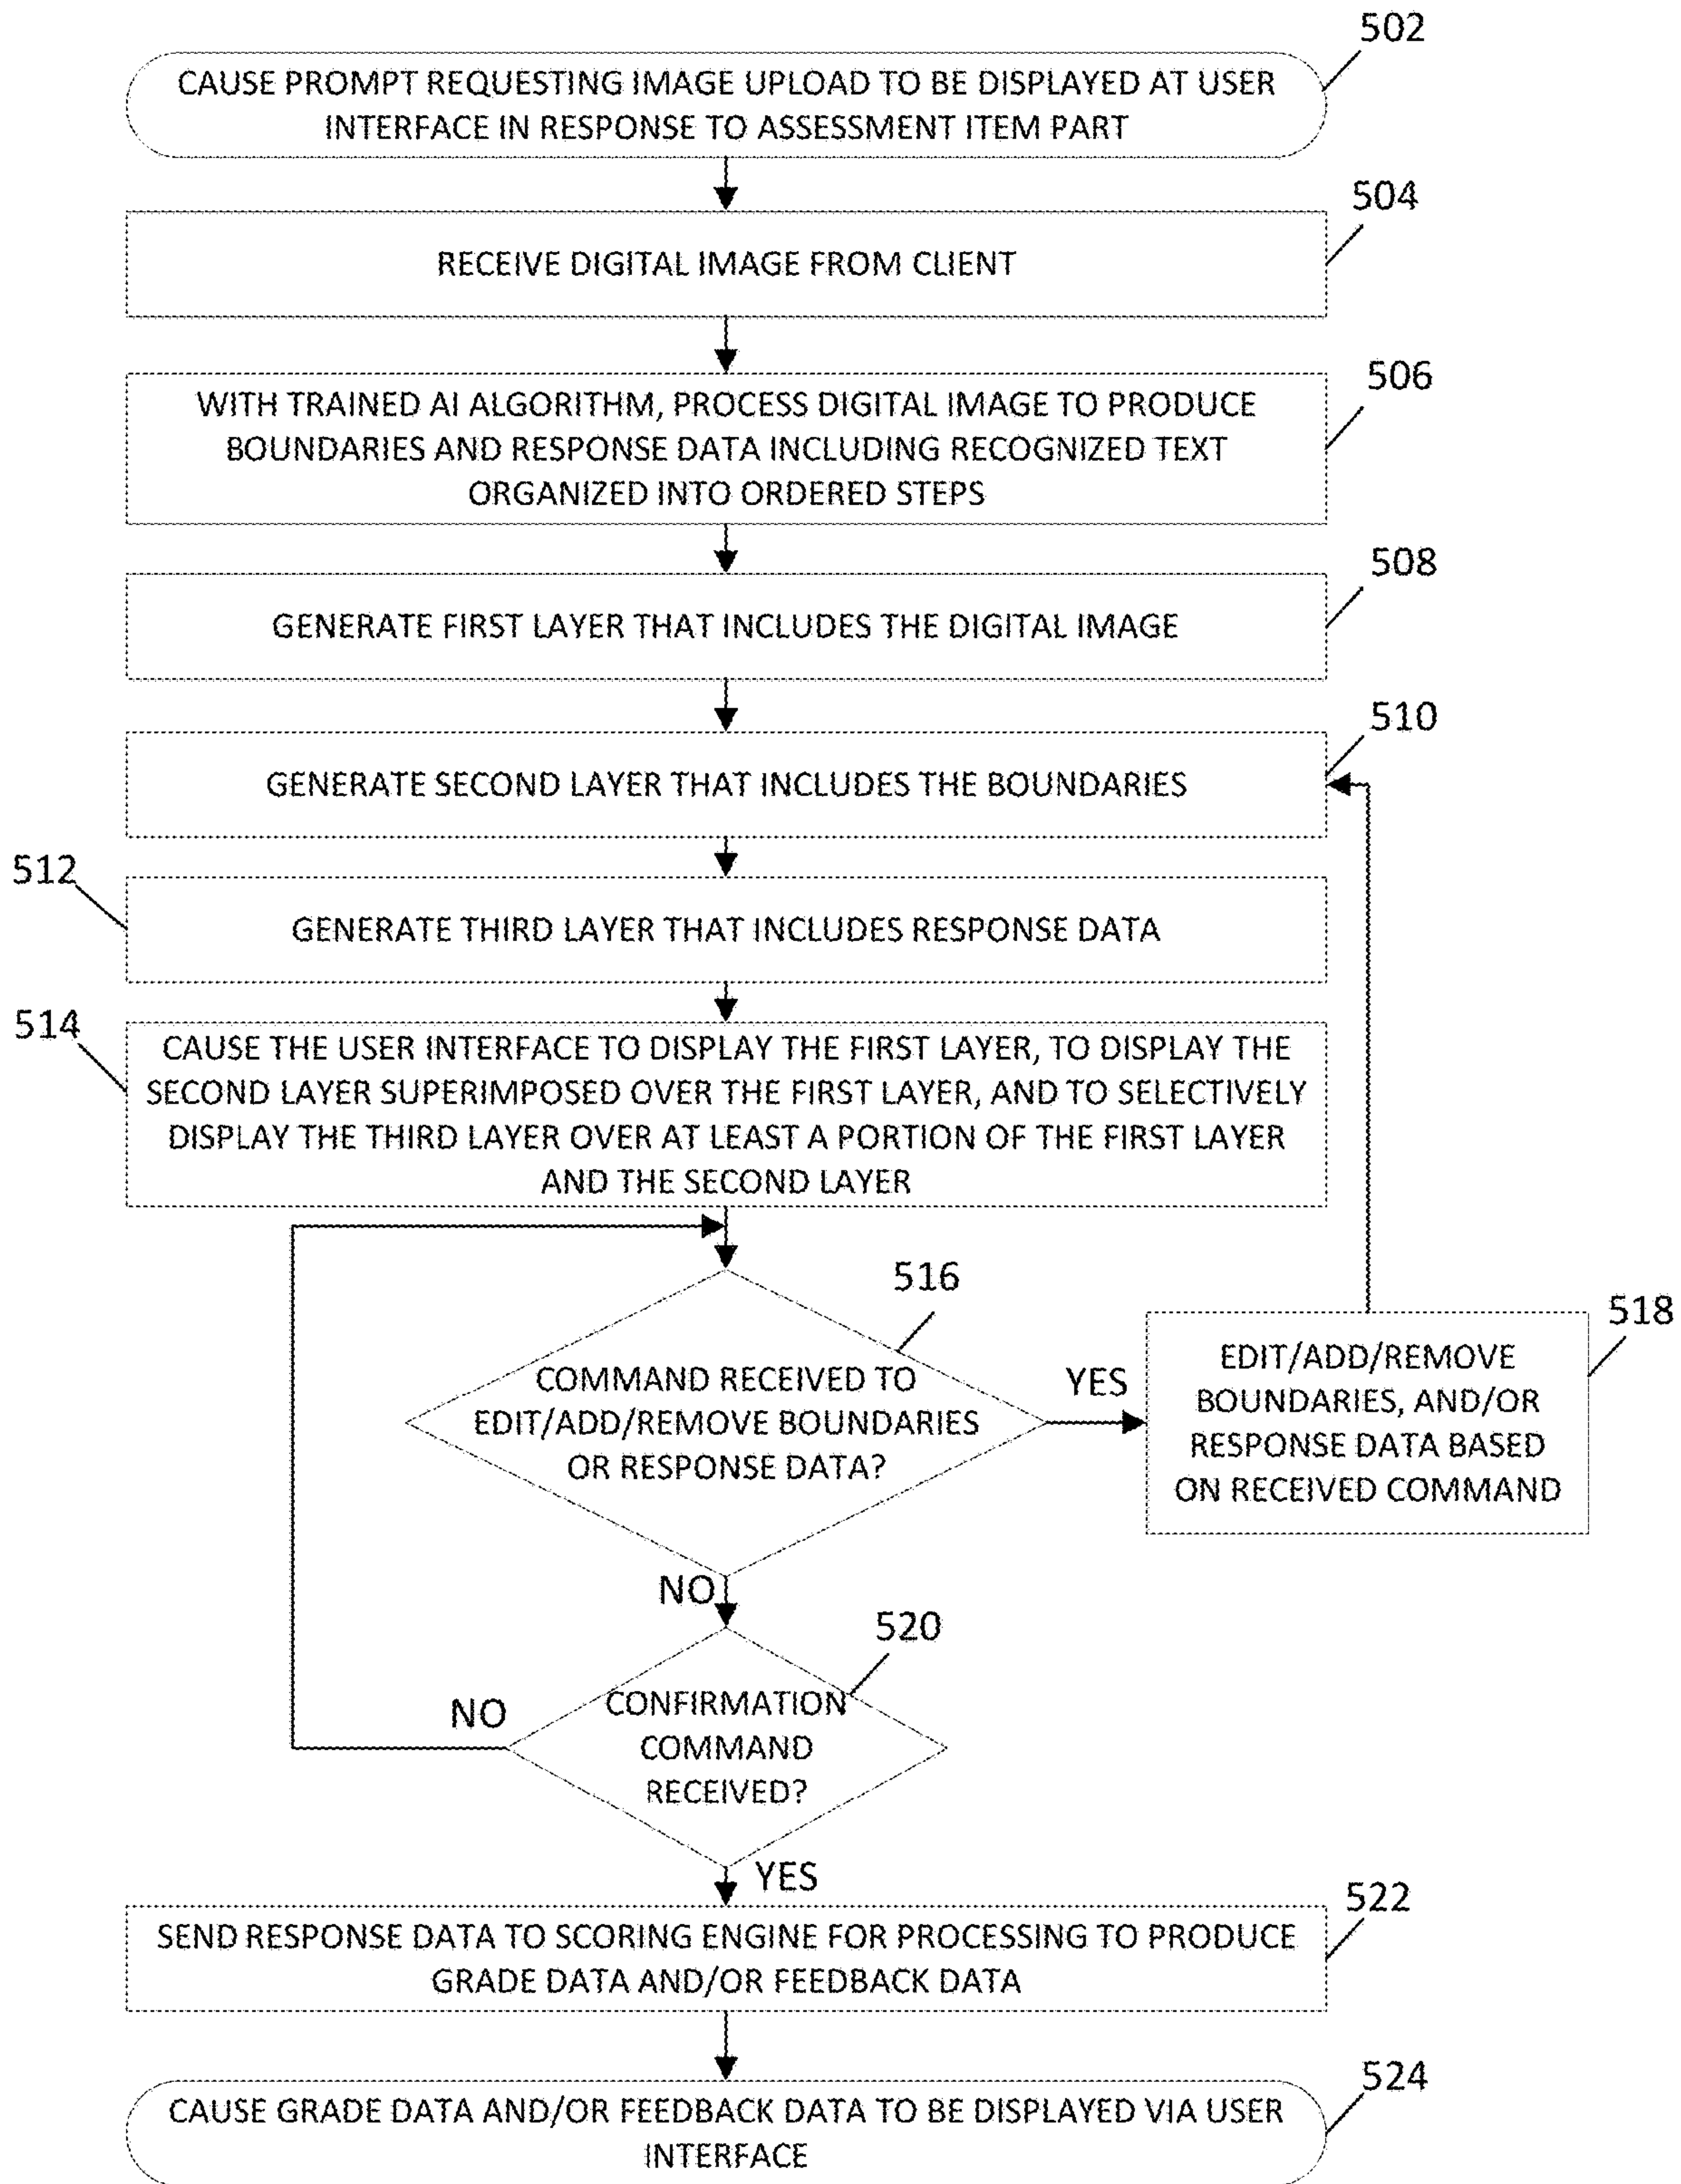 502
CAUSE PROMPT REQUESTING IMAGE UPLOAD TO BE DISPLAYED AT USER
INTERFACE IN RESPONSE TO ASSESSMENT ITEM PART
504
RECEIVE DIGITAL IMAGE FROM CLIENT
506
WITH TRAINED AI ALGORITHM, PROCESS DIGITAL IMAGE TO PRODUCE
BOUNDARIES AND RESPONSE DATA INCLUDING RECOGNIZED TEXT
ORGANIZED INTO ORDERED STEPS
508
GENERATE FIRST LAYER THAT INCLUDES THE DIGITAL IMAGE
510
GENERATE SECOND LAYER THAT INCLUDES THE BOUNDARIES
512
GENERATE THIRD LAYER THAT INCLUDES RESPONSE DATA
514
CAUSE THE USER INTERFACE TO DISPLAY THE FIRST LAYER, TO DISPLAY THE
SECOND LAYER SUPERIMPOSED OVER THE FIRST LAYER, AND TO SELECTIVELY
DISPLAY THE THIRD LAYER OVER AT LEAST A PORTION OF THE FIRST LAYER
AND THE SECOND LAYER
516
COMMAND RECEIVED TO
EDIT/ADD/REMOVE BOUNDARIES
OR RESPONSE DATA?
YES
518
EDIT/ADD/REMOVE
BOUNDARIES, AND/OR
RESPONSE DATA BASED
ON RECEIVED COMMAND
NO
520
CONFIRMATION
COMMAND
RECEIVED?
NO
YES
522
SEND RESPONSE DATA TO SCORING ENGINE FOR PROCESSING TO PRODUCE
GRADE DATA AND/OR FEEDBACK DATA
524
CAUSE GRADE DATA AND/OR FEEDBACK DATA TO BE DISPLAYED VIA USER
INTERFACE